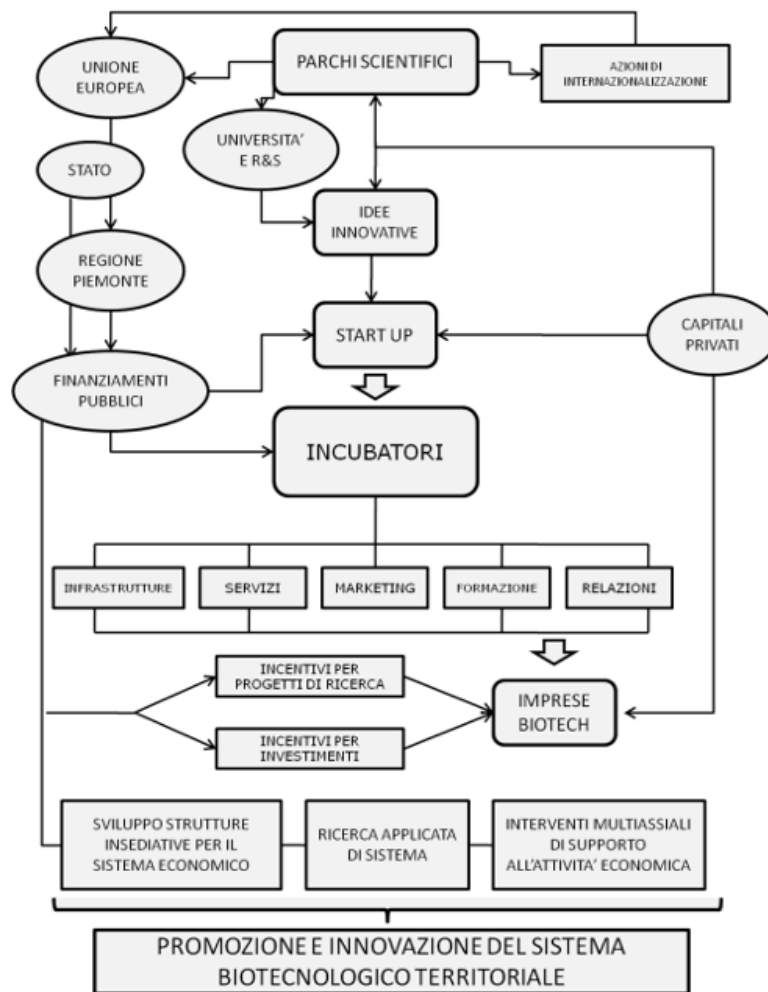 PARCHI SCIENTIFICI
UNIONE
EUROPEA
AZIONI DI
INTERNAZIONALIZZAZIONE
UNIVERSITA'
E R&S
STATO
IDEE
INNOVATIVE
REGIONE
PIEMONTE
START UP
CAPITALI
PRIVATI
FINANZIAMENTI
PUBBLICI
INCUBATORI
INFRASTRUTTURE
SERVIZI
MARKETING
FORMAZIONE
RELAZIONI
INCENTIVI PER
PROGETTI DI RICERCA
IMPRESE
BIOTECH
INCENTIVI PER
INVESTIMENTI
SVILUPPO STRUTTURE
INSEDIATIVE PER IL
SISTEMA ECONOMICO
RICERCA APPLICATA
DI SISTEMA
INTERVENTI MULTIASSIALI
DI SUPPORTO
ALL'ATTIVITA' ECONOMICA
PROMOZIONE E INNOVAZIONE DEL SISTEMA
BIOTECNOLOGICO TERRITORIALE